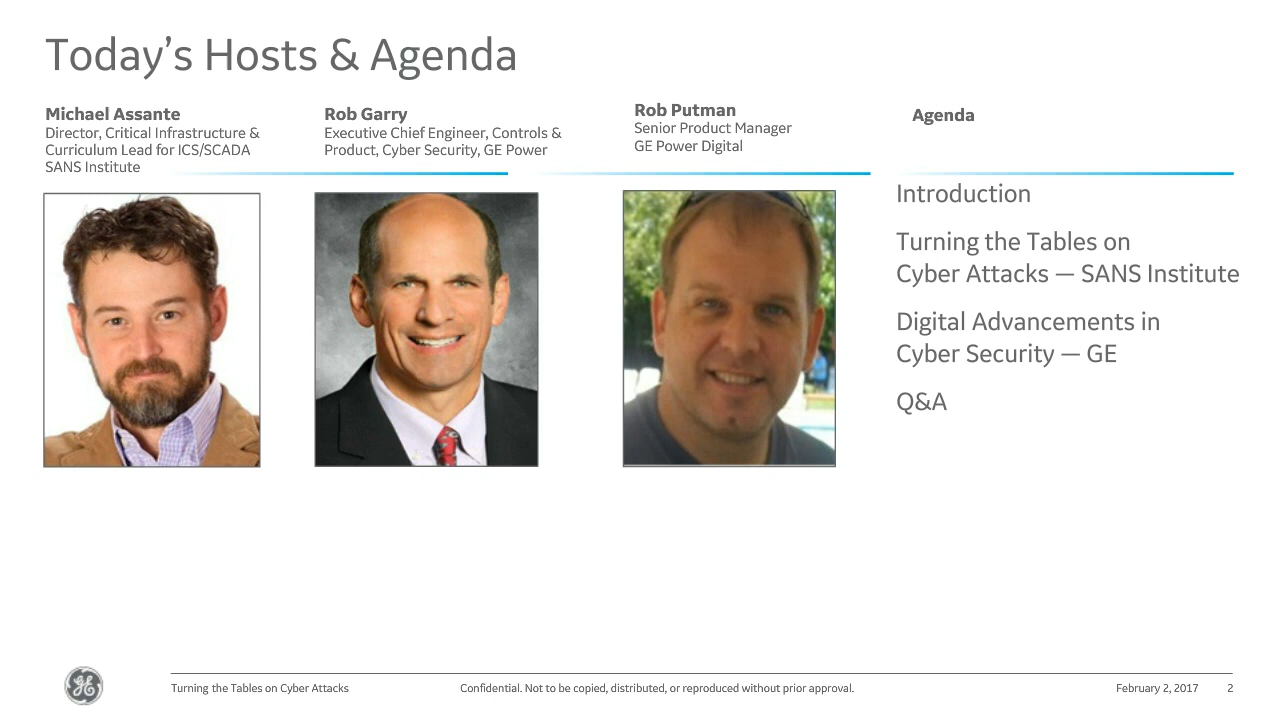 Today’s Hosts & Agenda
Michael Assante
Director, Critical Infrastructure &
Curriculum Lead for ICS/SCADA
SANS Institute
Rob Garry
Executive Chief Engineer, Controls &
Product, Cyber Security, GE Power
Rob Putman
Senior Product Manager
GE Power Digital
Agenda
Introduction
Turning the Tables on
Cyber Attacks — SANS Institute
Digital Advancements in
Cyber Security — GE
Q&A
GE
Turning the Tables on Cyber Attacks
Confidential. Not to be copied, distributed, or reproduced without prior approval.
February 2, 2017
2